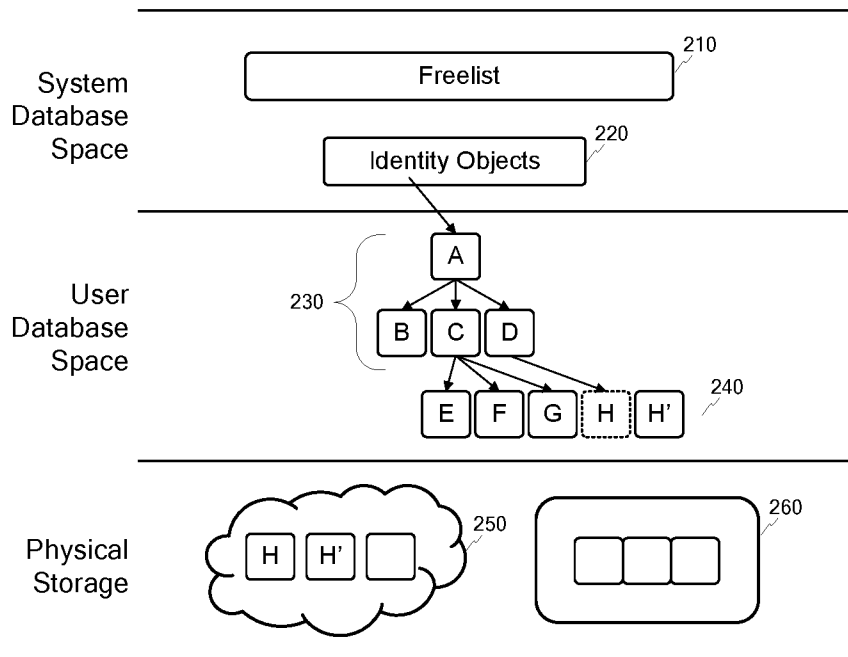 210
Freelist
System
Database
Space
220
Identity Objects
A
230
User
Database
Space
B C D
E F G H H'
240
250
260
H H'
Physical
Storage